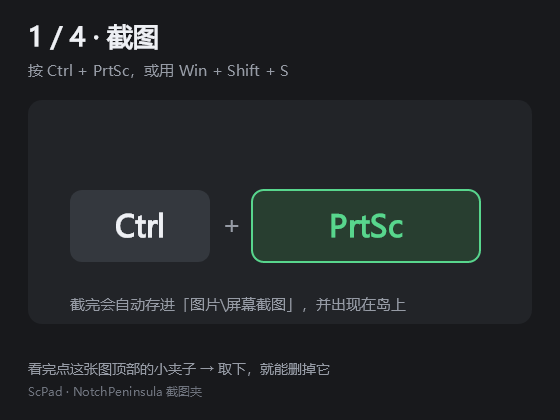 1 / 4 · 截图
按 Ctrl + PrtSc，或用 Win + Shift + S
Ctrl + PrtSc
截完会自动存进「图片\屏幕截图」，并出现在岛上
看完点这张图顶部的小夹子 → 取下，就能删掉它
ScPad · NotchPeninsula 截图夹